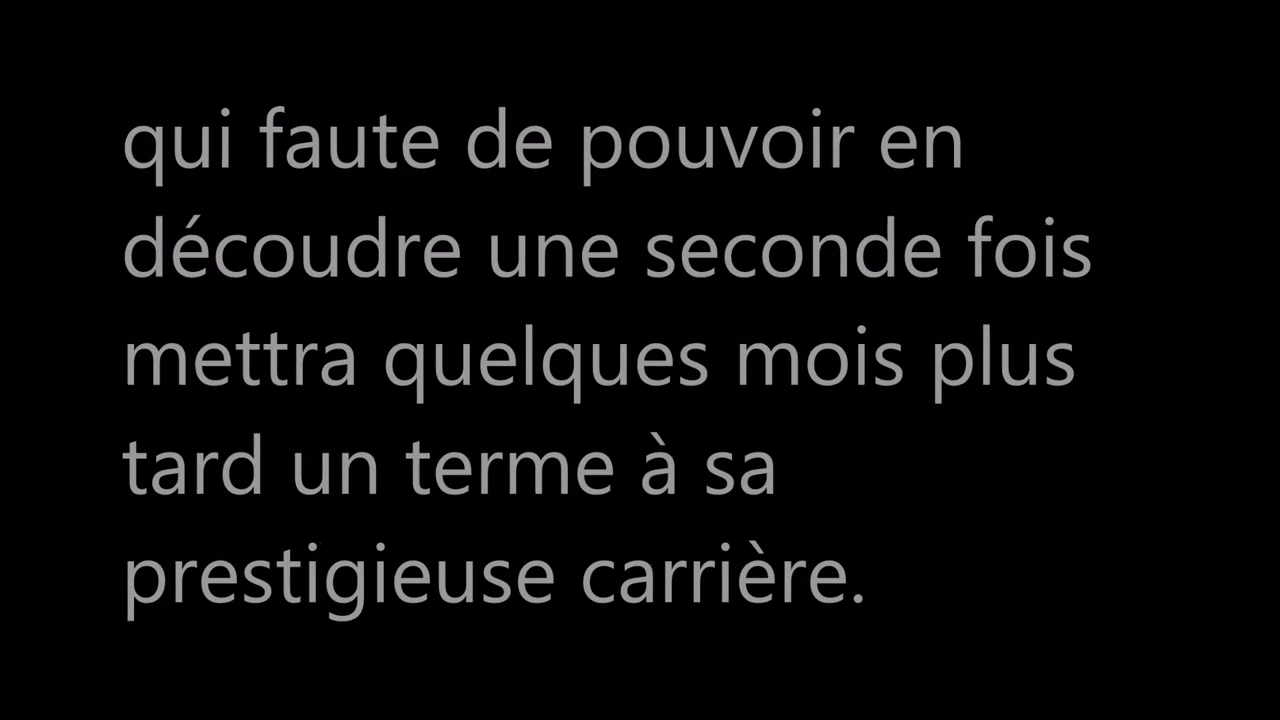 qui faute de pouvoir en
découdre une seconde fois
mettra quelques mois plus
tard un terme à sa
prestigieuse carrière.